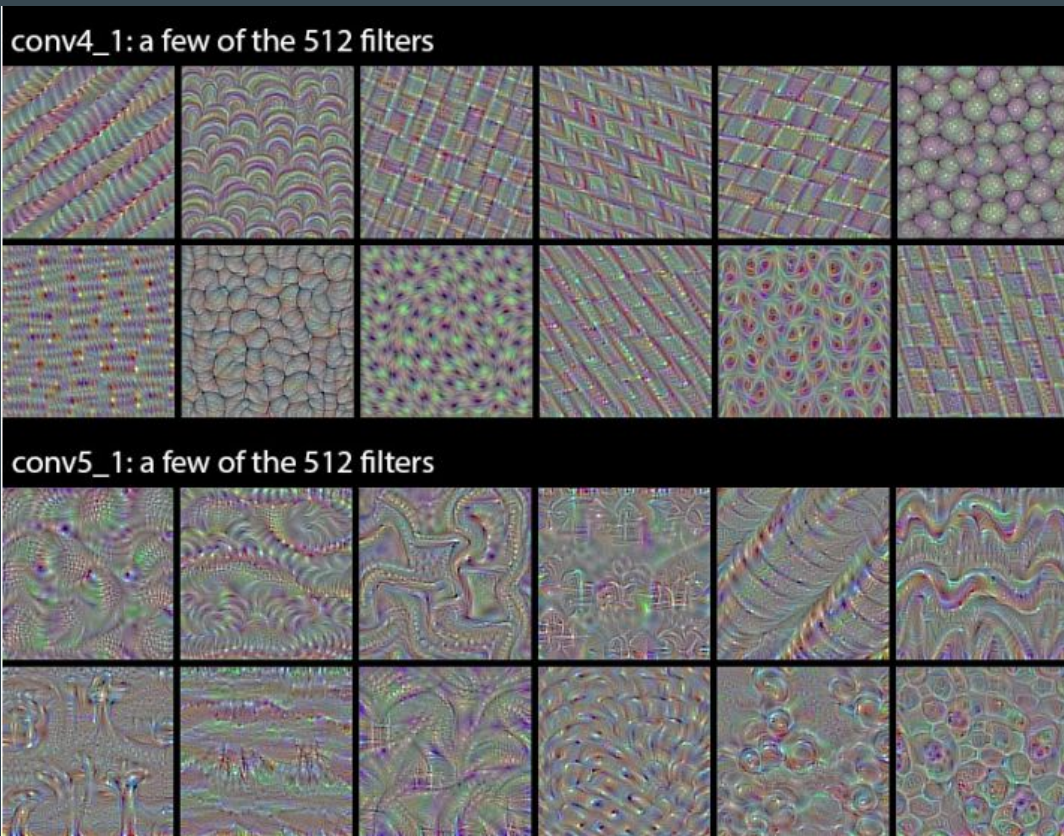 conv4_1: a few of the 512 filters
conv5_1: a few of the 512 filters